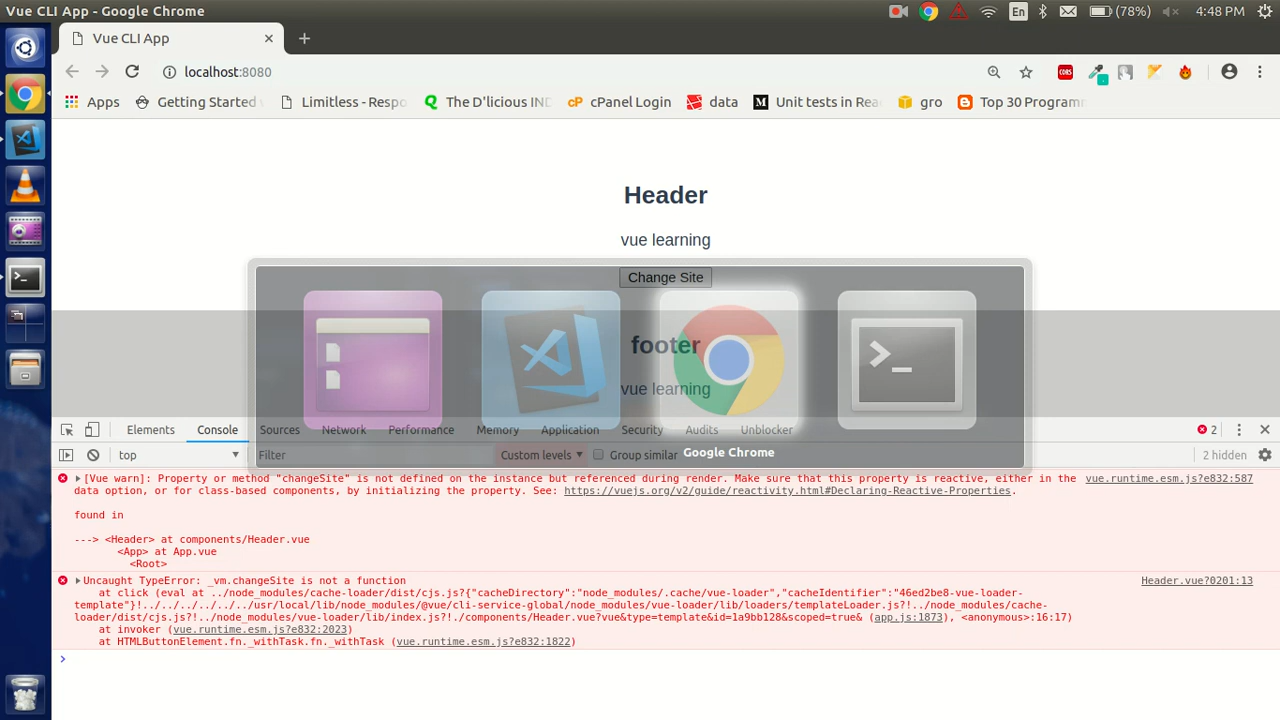 Vue CLI App - Google Chrome
En
(78%)
4:48 PM
Vue CLI App
localhost:8080
CORS
Apps
Getting Started
Limitless - Respo
The D'licious IND
cP
cPanel Login
data
Unit tests in Rea
gro
Top 30 Programm
Header
vue learning
Change Site
footer
vue learning
Elements
Console
Sources
Network
Performance
Memory
Application
Security
Audits
Unblocker
2
top
Filter
Custom levels
Group similar
Google Chrome
2 hidden
[Vue warn]: Property or method "changeSite" is not defined on the instance but referenced during render. Make sure that this property is reactive, either in the
vue.runtime.esm.js?e832:587
data option, or for class-based components, by initializing the property. See: https://vuejs.org/v2/guide/reactivity.html#Declaring-Reactive-Properties.
found in
---> <Header> at components/Header.vue
<App> at App.vue
<Root>
Uncaught TypeError: _vm.changeSite is not a function
Header.vue?0201:13
at click (eval at ../node_modules/cache-loader/dist/cjs.js?{"cacheDirectory":"node_modules/.cache/vue-loader","cacheIdentifier":"46ed2be8-vue-loader-
template"}!../../../../../../usr/local/lib/node_modules/@vue/cli-service-global/node_modules/vue-loader/lib/loaders/templateLoader.js?!../node_modules/cache-
loader/dist/cjs.js?!../node_modules/vue-loader/lib/index.js?!./components/Header.vue?vue&type=template&id=1a9bb128&scoped=true& (app.js:1873), <anonymous>:16:17)
at invoker (vue.runtime.esm.js?e832:2023)
at HTMLButtonElement.fn._withTask.fn._withTask (vue.runtime.esm.js?e832:1822)